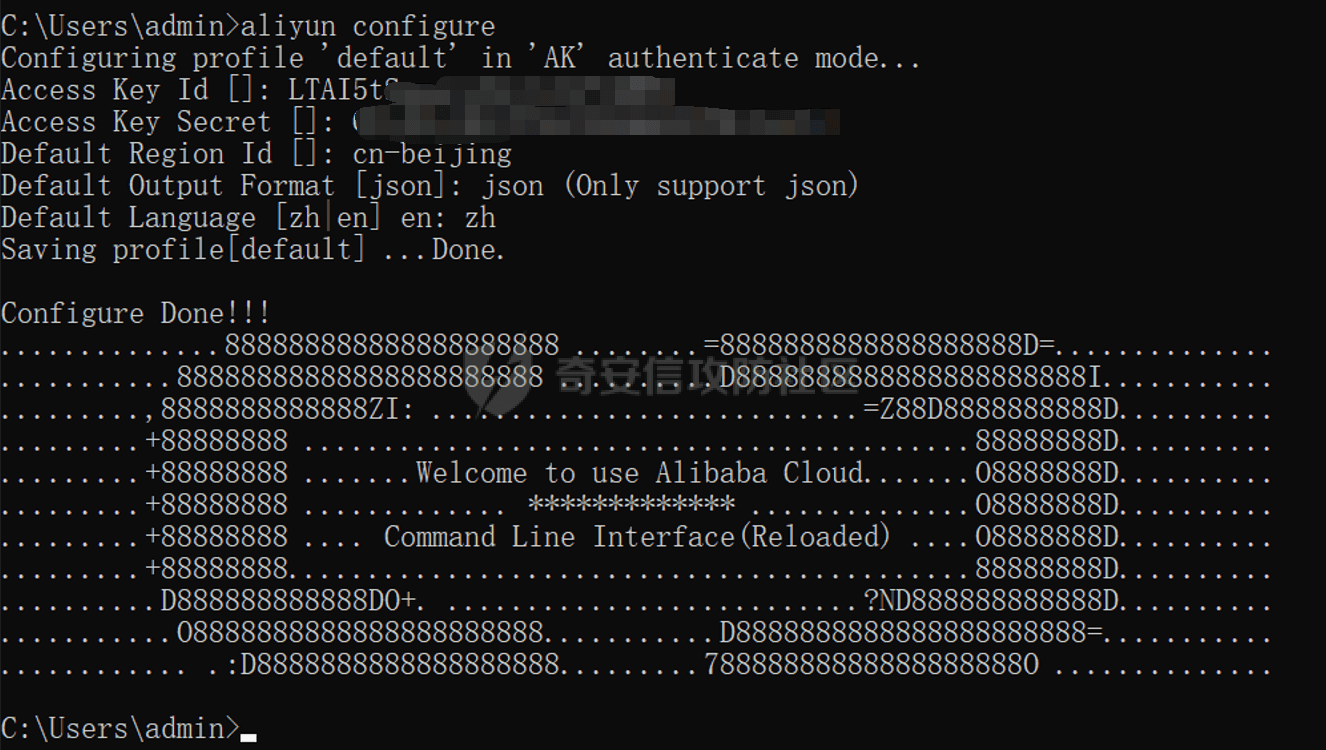 C:\Users\admin>aliyun configure
Configuring profile 'default' in 'AK' authenticate mode...
Access Key Id []: LTAI5t
Access Key Secret []:
Default Region Id []: cn-beijing
Default Output Format [json]: json (Only support json)
Default Language [zh|en] en: zh
Saving profile[default] ...Done.
Configure Done!!!
..............888888888888888888888 ........=8888888888888888888D=..............
...........88888888888888888888888 ..........D8888888888888888888888I...........
.........,8888888888888ZI: ...........................=Z88D8888888888D..........
.........+88888888 ..........................................88888888D..........
.........+88888888 .......Welcome to use Alibaba Cloud.......O8888888D..........
.........+88888888 ............. ************* ..............O8888888D..........
.........+88888888 .... Command Line Interface(Reloaded) ....O8888888D..........
.........+88888888...........................................88888888D..........
..........D888888888888DO+. ..........................?ND888888888888D..........
...........O8888888888888888888888...........D8888888888888888888888=...........
............ .:D8888888888888888888.........78888888888888888888O ..............
C:\Users\admin>
奇安信攻防社区